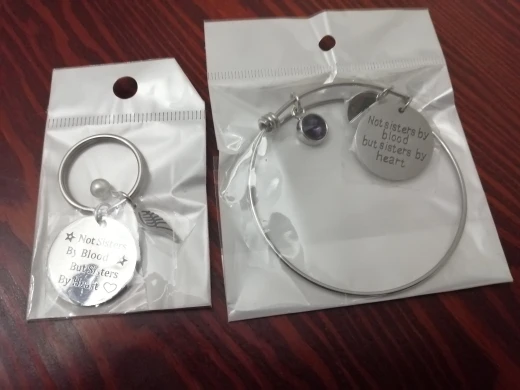 Not Sisters
By Blood
But Sisters
By Heart
Not sisters by
blood
but sisters by
heart